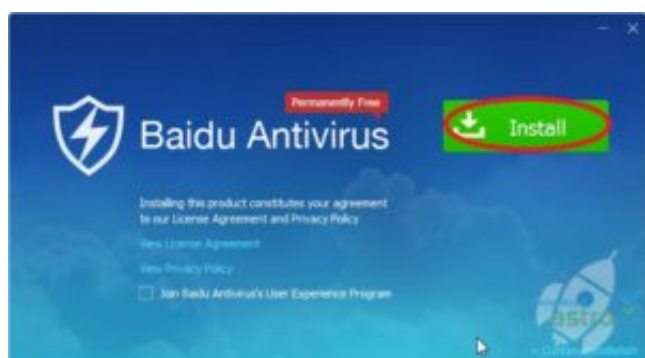 Permanently Free
Baidu Antivirus
Install
Installing this product constitutes your agreement
to our License Agreement and Privacy Policy
View License Agreement
View Privacy Policy
Join Baidu Antivirus's User Experience Program
astro